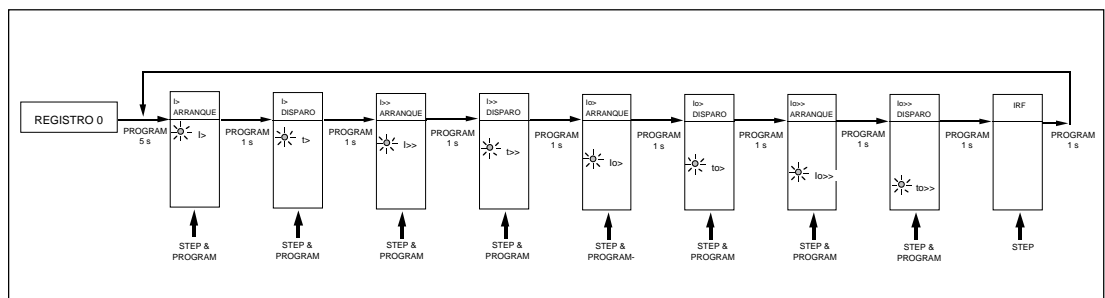 REGISTRO 0
PROGRAM
5 s
I>
ARRANQUE
I>
PROGRAM
1 s
I>
DISPARO
t>
PROGRAM
1 s
I>>
ARRANQUE
I>>
PROGRAM
1 s
I>>
DISPARO
t>>
PROGRAM
1 s
Io>
ARRANQUE
Io>
PROGRAM
1 s
Io>
DISPARO
to>
PROGRAM
1 s
Io>>
ARRANQUE
Io>>
PROGRAM
1 s
Io>>
DISPARO
to>>
PROGRAM
1 s
IRF
PROGRAM
1 s
STEP &
PROGRAM
STEP &
PROGRAM
STEP &
PROGRAM
STEP &
PROGRAM
STEP &
PROGRAM-
STEP &
PROGRAM
STEP &
PROGRAM
STEP &
PROGRAM
STEP